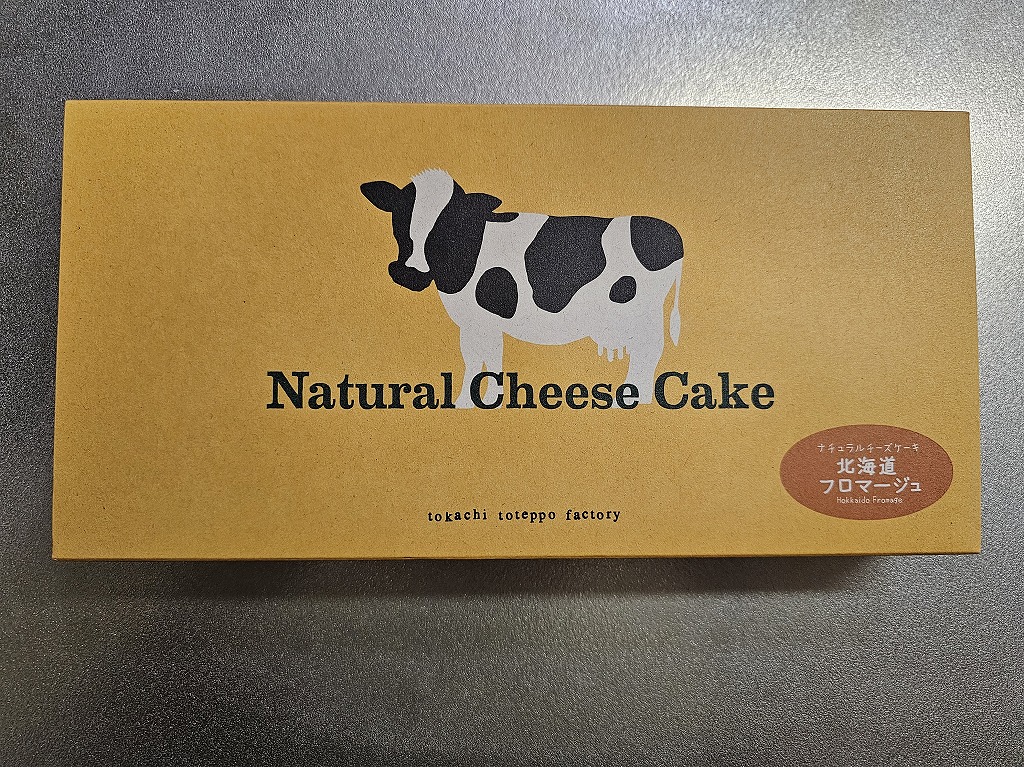 Natural Cheese Cake
ナチュラルチーズケーキ
北海道
フロマージュ
Hokkaido Fromage
tokachi toteppo factory